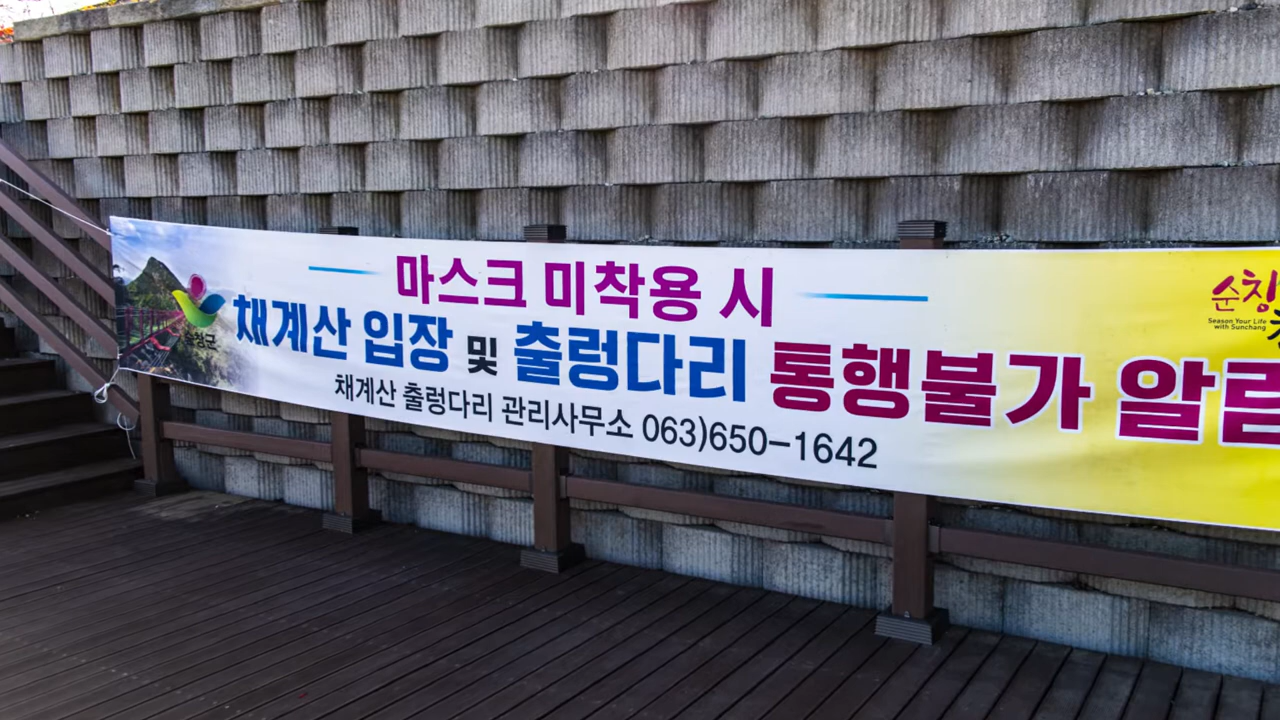 마스크 미착용 시
채계산 입장 및 출렁다리 통행불가 알림
채계산 출렁다리 관리사무소 063)650-1642
순창
Season Your Life
with Sunchang